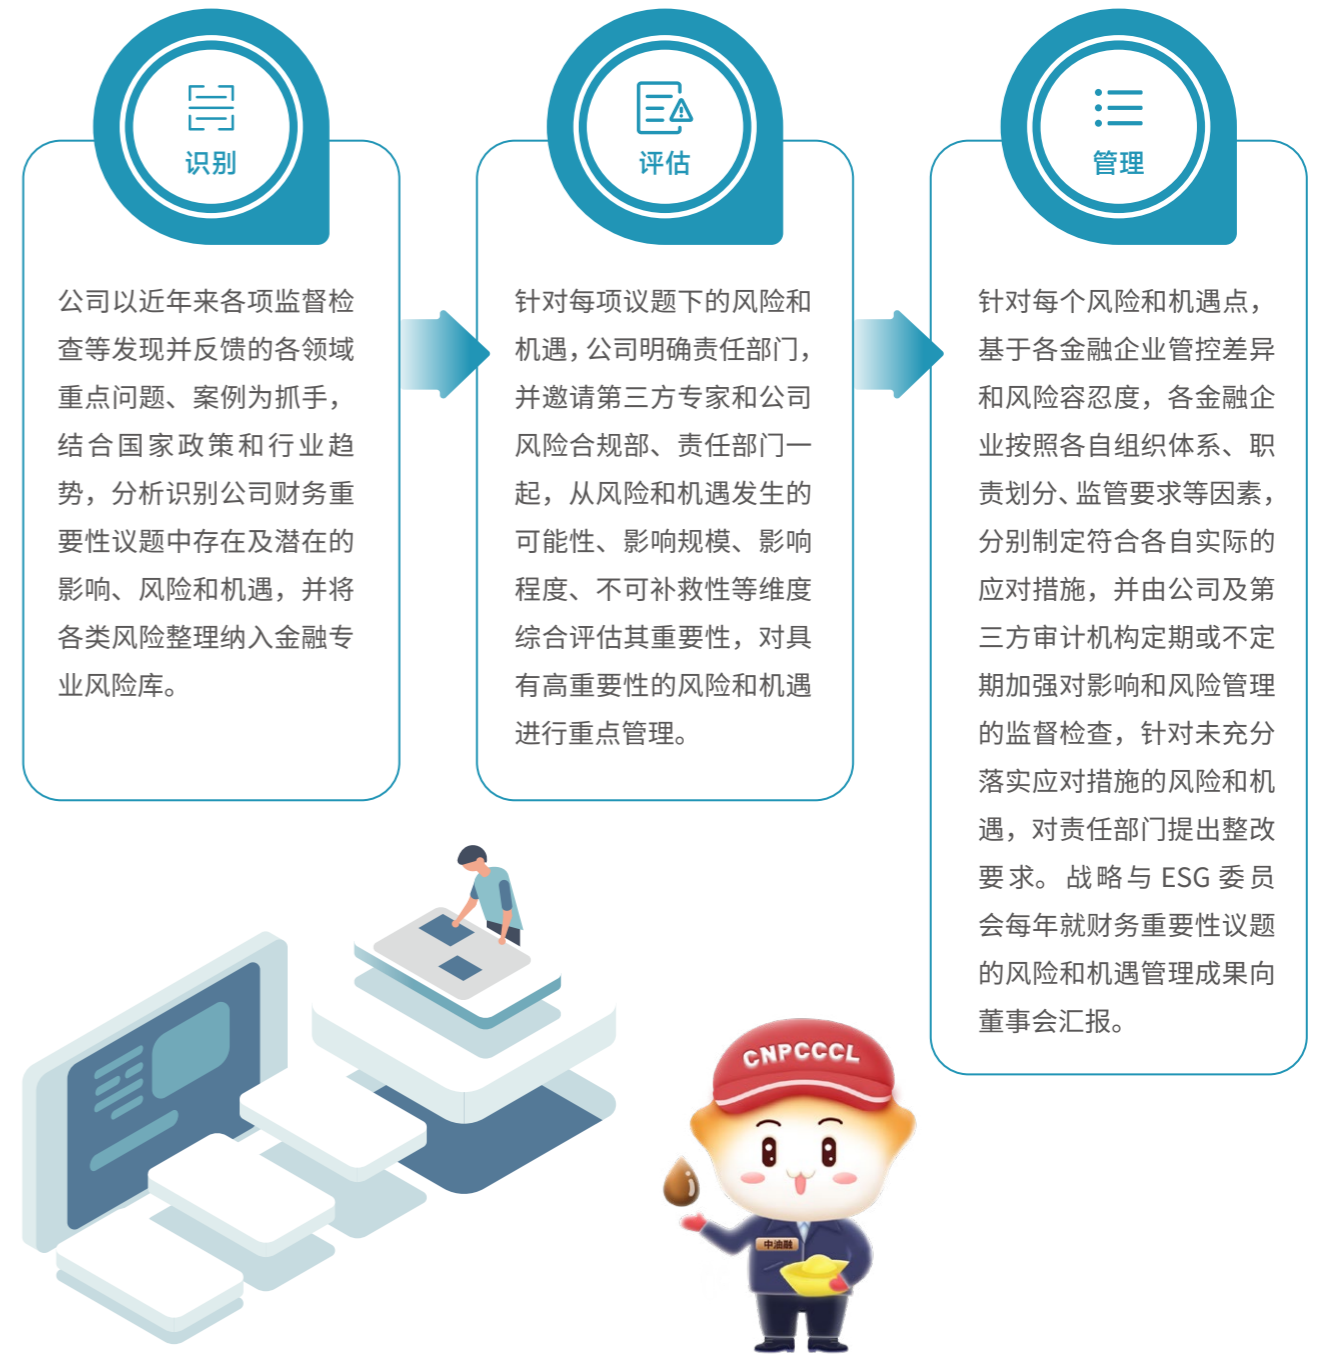 识别
公司以近年来各项监督检
查等发现并反馈的各领域
重点问题、案例为抓手，
结合国家政策和行业趋
势，分析识别公司财务重
要性议题中存在及潜在的
影响、风险和机遇，并将
各类风险整理纳入金融专
业风险库。
评估
针对每项议题下的风险和
机遇，公司明确责任部门，
并邀请第三方专家和公司
风险合规部、责任部门一
起，从风险和机遇发生的
可能性、影响规模、影响
程度、不可补救性等维度
综合评估其重要性，对具
有高重要性的风险和机遇
进行重点管理。
管理
针对每个风险和机遇点，
基于各金融企业管控差异
和风险容忍度，各金融企
业按照各自组织体系、职
责划分、监管要求等因素，
分别制定符合各自实际的
应对措施，并由公司及第
三方审计机构定期或不定
期加强对影响和风险管理
的监督检查，针对未充分
落实应对措施的风险和机
遇，对责任部门提出整改
要求。战略与 ESG 委员
会每年就财务重要性议题
的风险和机遇管理成果向
董事会汇报。
CNPCCCL
中油融